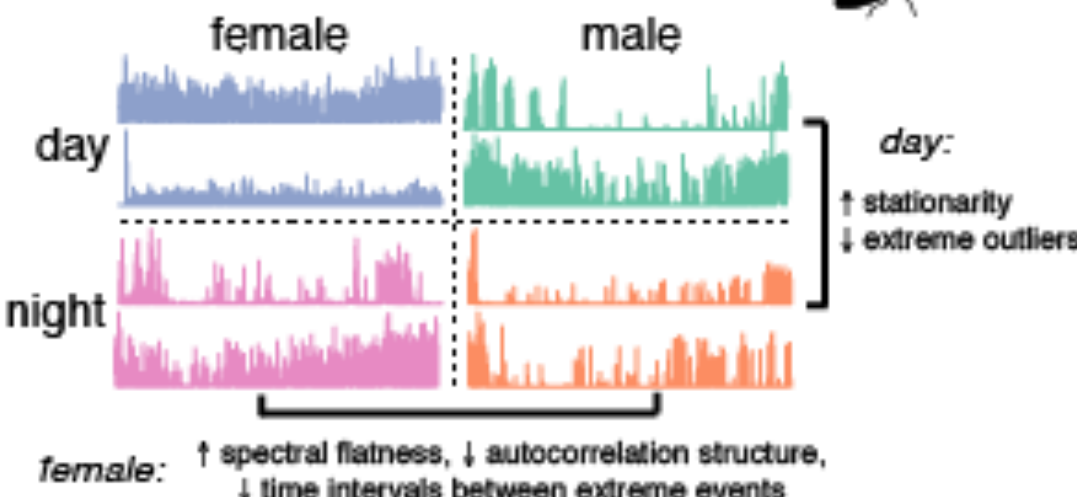 female male
day
night
day:
↑ stationarity
↓ extreme outliers
female: ↑ spectral flatness, ↓ autocorrelation structure,
↓ time intervals between extreme events